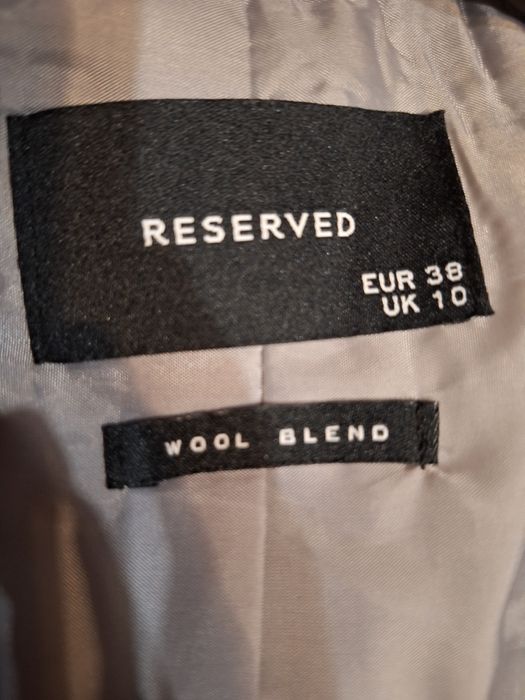 RESERVED
EUR 38
UK 10
WOOL BLEND